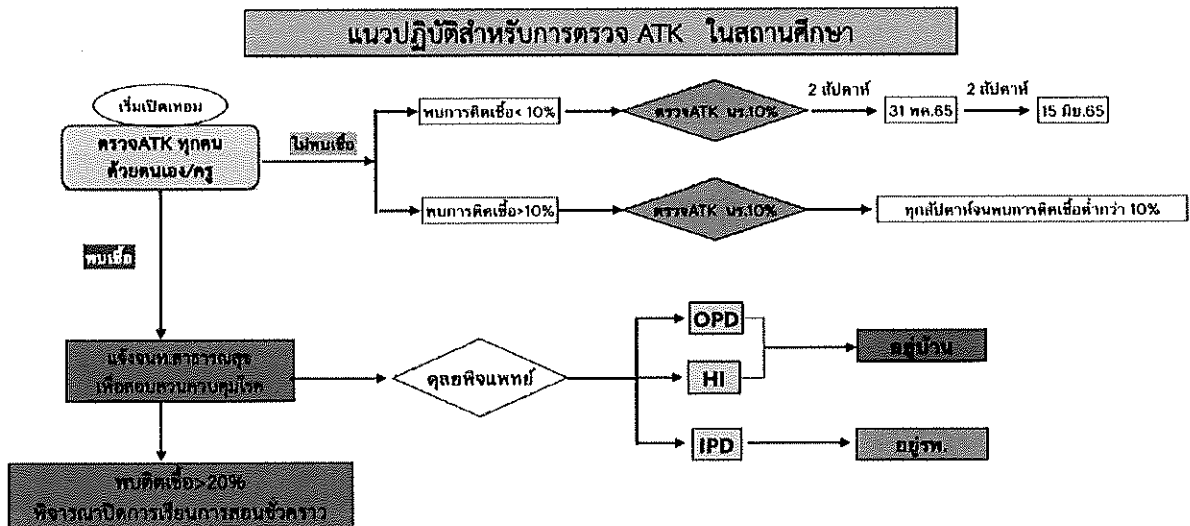 แนวปฏิบัติสำหรับการตรวจ ATK ในสถานศึกษา
เริ่มเปิดเทอม
ตรวจATK ทุกคน
ด้วยตนเอง/ครู
ไม่พบเชื้อ
พบการติดเชื้อ< 10%
ตรวจATK นร.10%
2 สัปดาห์
31 พค.65
2 สัปดาห์
15 มิย.65
พบการติดเชื้อ>10%
ตรวจATK นร.10%
ทุกสัปดาห์จนพบการติดเชื้อต่ำกว่า 10%
พบเชื้อ
แจ้งจนท.สาธารณสุข
เพื่อสอบสวนควบคุมโรค
ดุลยพิจแพทย์
OPD
HI
IPD
อยู่บ้าน
อยู่รพ.
พบติดเชื้อ>20%
พิจารณาปิดการเรียนการสอนชั่วคราว